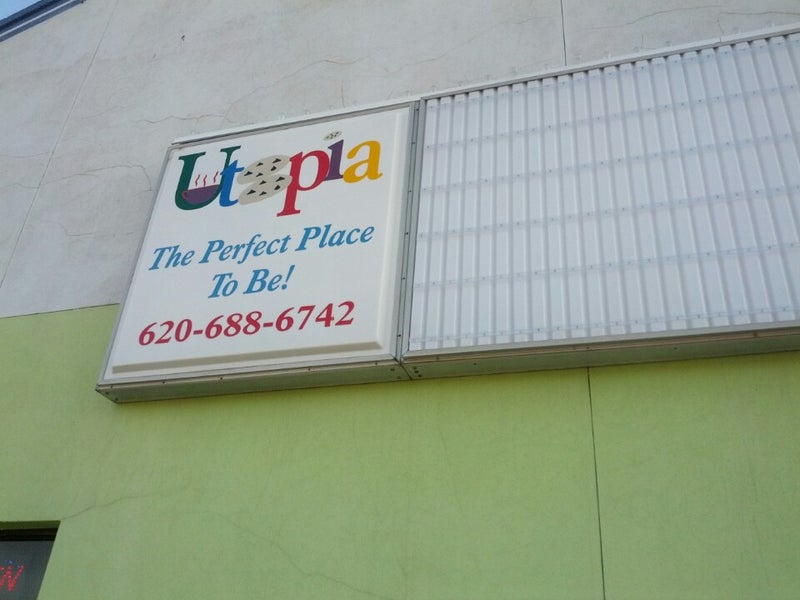 Utopia
The Perfect Place
To Be!
620-688-6742